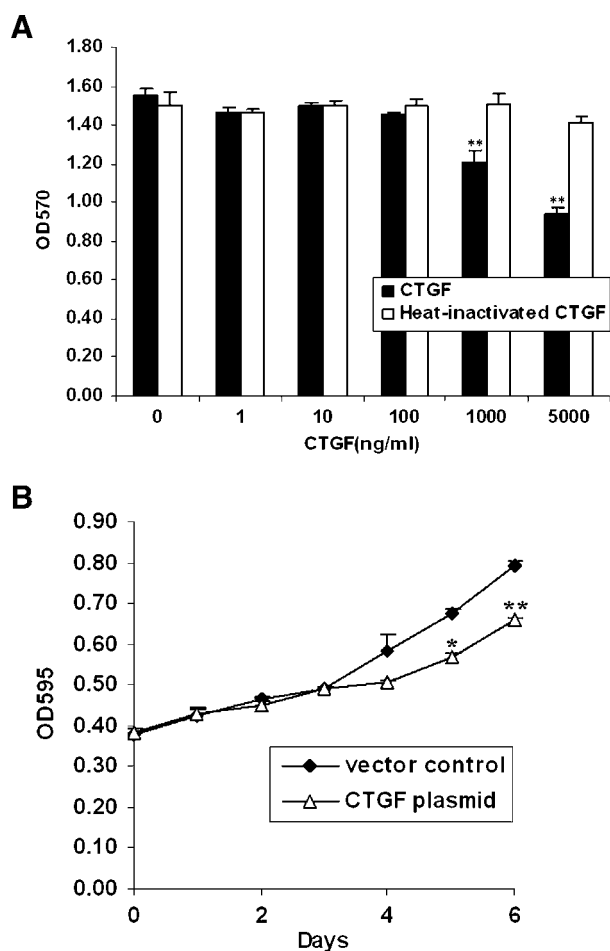 A
1.80
1.60
1.40
1.20
1.00
0.80
0.60
0.40
0.20
0.00
OD570
**
**
CTGF
Heat-inactivated CTGF
0 1 10 100 1000 5000
CTGF(ng/ml)
B
0.90
0.80
0.70
0.60
0.50
0.40
0.30
0.20
0.10
0.00
OD595
**
*
vector control
CTGF plasmid
0 2 4 6
Days